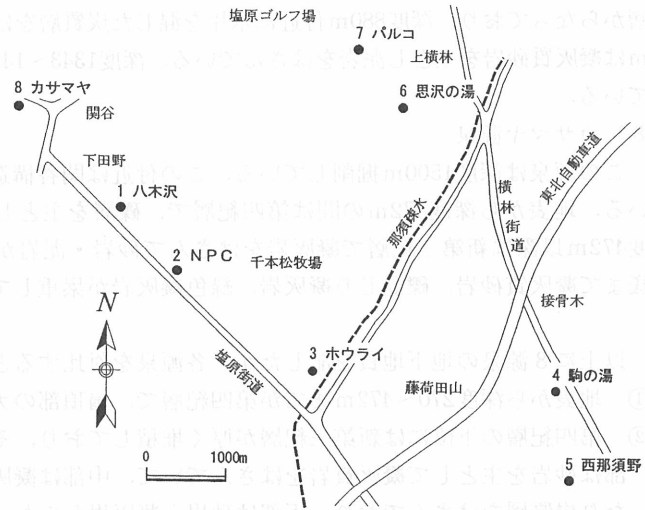 塩原ゴルフ場
7 パルコ
上横林
8 カサマヤ
関谷
6 思沢の湯
下田野
1 八木沢
那須疎水
横林街道
東北自動車道
2 NPC
千本松牧場
接骨木
N
3 ホウライ
塩原街道
藤荷田山
4 駒の湯
0 1000m
5 西那須野